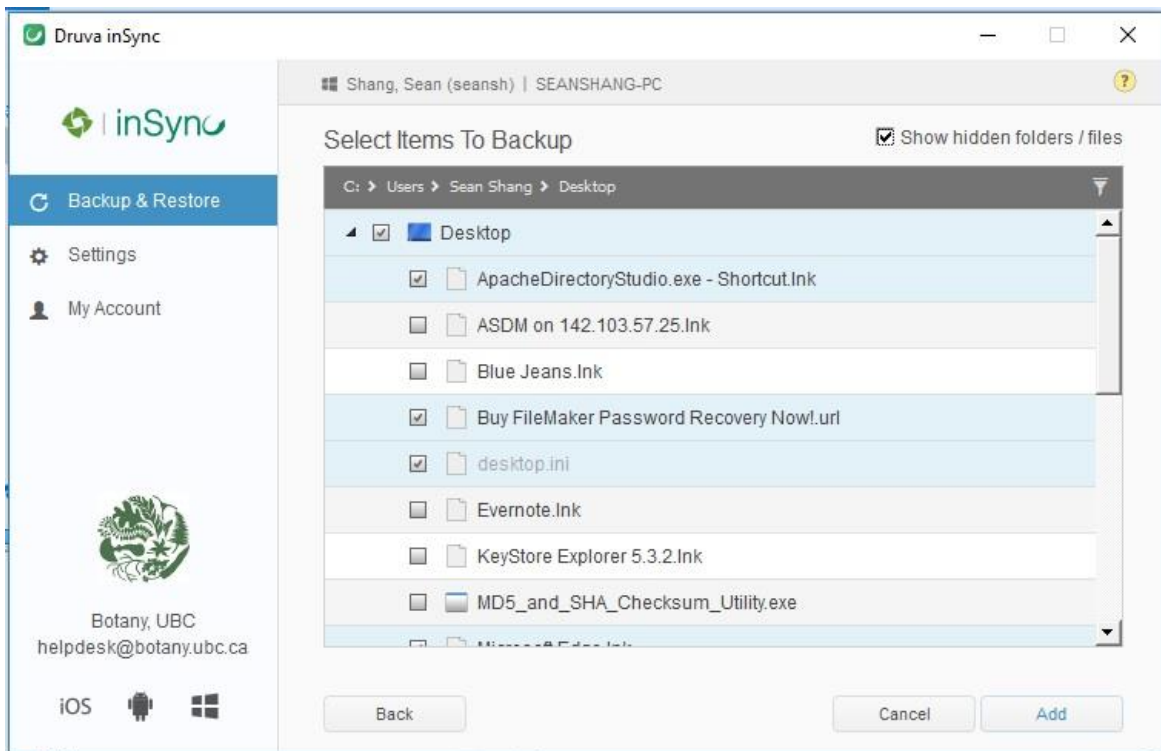 Druva inSync
inSync
Backup & Restore
Settings
My Account
Botany, UBC
helpdesk@botany.ubc.ca
iOS
Shang, Sean (seansh) | SEANSHANG-PC
?
Select Items To Backup
Show hidden folders / files
C: > Users > Sean Shang > Desktop
Desktop
ApacheDirectoryStudio.exe - Shortcut.lnk
ASDM on 142.103.57.25.lnk
Blue Jeans.lnk
Buy FileMaker Password Recovery Now!.url
desktop.ini
Evernote.lnk
KeyStore Explorer 5.3.2.lnk
MD5_and_SHA_Checksum_Utility.exe
Microsoft Edge.lnk
Back
Cancel
Add